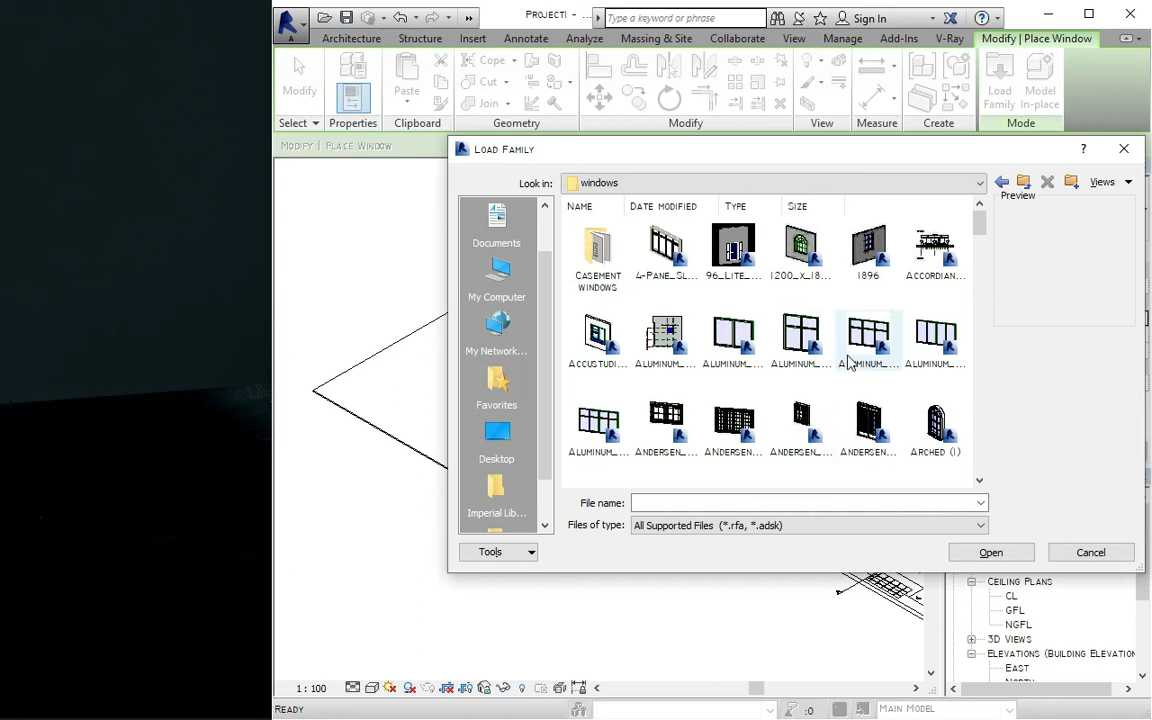 PROJECT1 - ...
Type a keyword or phrase
Sign In
Architecture
Structure
Insert
Annotate
Analyze
Massing & Site
Collaborate
View
Manage
Add-Ins
V-Ray
Modify | Place Window
Modify
Paste
Cope
Cut
Join
Load Family
Model In-place
Select
Properties
Clipboard
Geometry
Modify
View
Measure
Create
Mode
MODIFY | PLACE WINDOW
LOAD FAMILY
Look in:
windows
Views
Preview
NAME
DATE MODIFIED
TYPE
SIZE
Documents
My Computer
My Network...
Favorites
Desktop
Imperial Lib...
CASEMENT WINDOWS
4-PANE_SL...
96_LITE_...
1200_X_18...
1896
ACCORDIAN...
ACCUSTUDI...
ALUMINUM_...
ALUMINUM_...
ALUMINUM_...
ALUMINUM_...
ALUMINUM_...
ALUMINUM_...
ANDERSEN_...
ANDERSEN...
ANDERSEN_...
ANDERSEN...
ARCHED (1)
File name:
Files of type:
All Supported Files (*.rfa, *.adsk)
Tools
Open
Cancel
CEILING PLANS
CL
GFL
NGFL
3D VIEWS
ELEVATIONS (BUILDING ELEVATION
EAST
1 : 100
READY
:0
MAIN MODEL